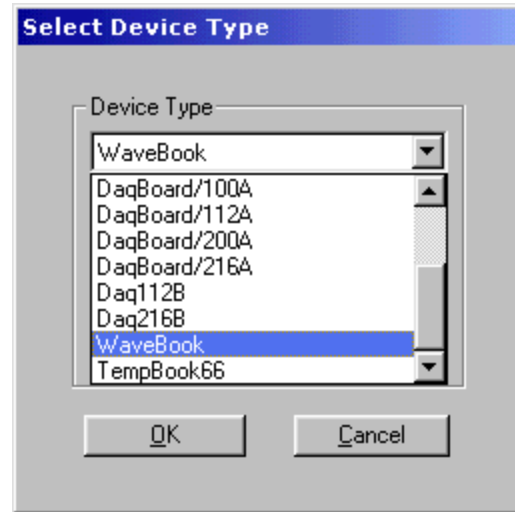 Select Device Type
Device Type
WaveBook
DaqBoard/100A
DaqBoard/112A
DaqBoard/200A
DaqBoard/216A
Daq112B
Daq216B
WaveBook
TempBook66
OK Cancel